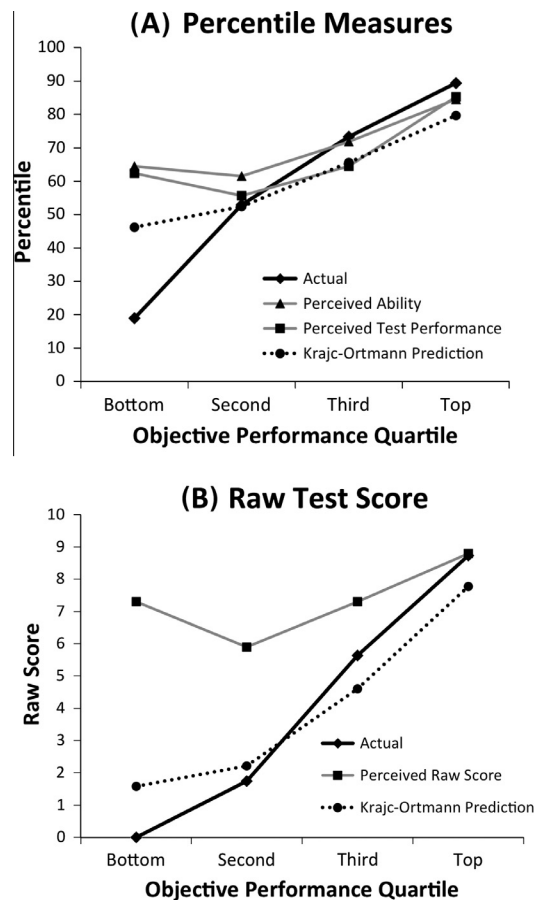 (A) Percentile Measures
100
90
80
70
60
50
40
30
20
10
0
Percentile
Actual
Perceived Ability
Perceived Test Performance
Krajc-Ortmann Prediction
Bottom Second Third Top
Objective Performance Quartile
(B) Raw Test Score
10
9
8
7
6
5
4
3
2
1
0
Raw Score
Actual
Perceived Raw Score
Krajc-Ortmann Prediction
Bottom Second Third Top
Objective Performance Quartile